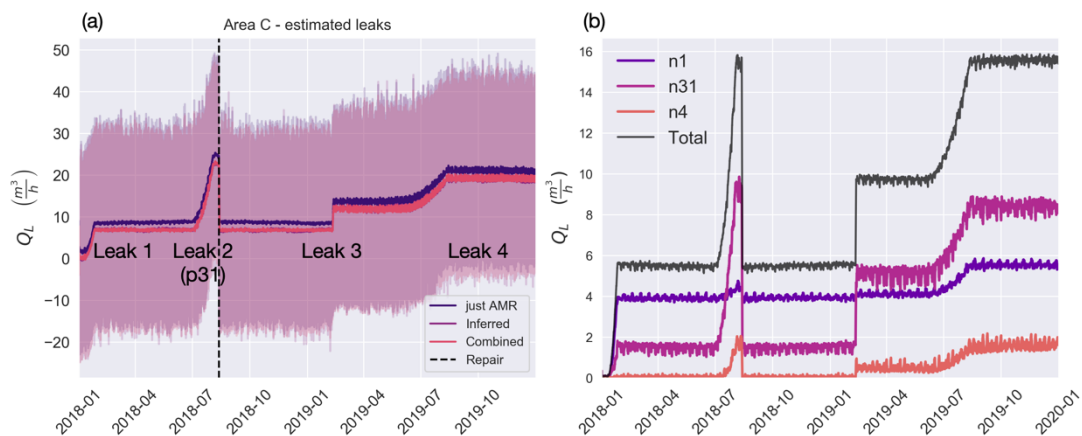 (a)
Area C - estimated leaks
Q_L (m³/h)
50
40
30
20
10
0
−10
−20
Leak 1
Leak 2
(p31)
Leak 3
Leak 4
just AMR
Inferred
Combined
Repair
2018-01
2018-04
2018-07
2018-10
2019-01
2019-04
2019-07
2019-10
(b)
Q_L (m³/h)
16
14
12
10
8
6
4
2
0
n1
n31
n4
Total
2018-01
2018-04
2018-07
2018-10
2019-01
2019-04
2019-07
2019-10
2020-01